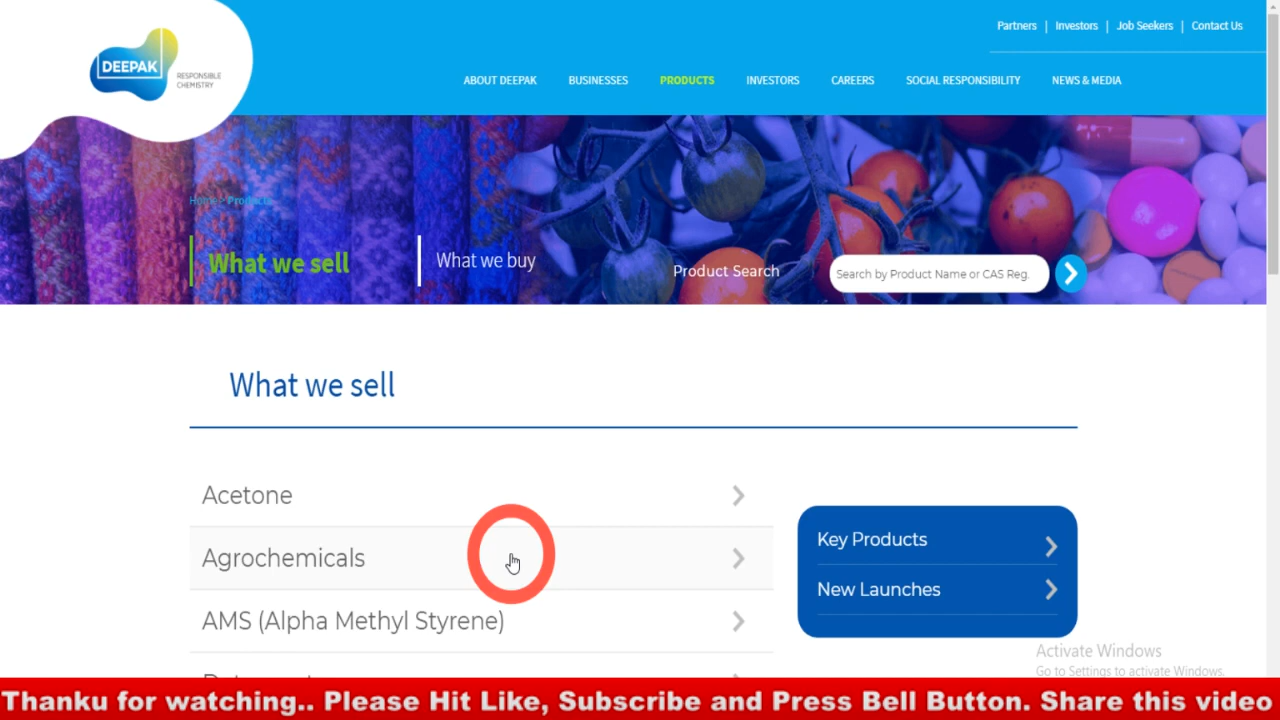 Partners | Investors | Job Seekers | Contact Us
DEEPAK
RESPONSIBLE
CHEMISTRY
ABOUT DEEPAK BUSINESSES PRODUCTS INVESTORS CAREERS SOCIAL RESPONSIBILITY NEWS & MEDIA
Home> Products
What we sell
What we buy
Product Search
Search by Product Name or CAS Reg.
What we sell
Acetone
Agrochemicals
AMS (Alpha Methyl Styrene)
Key Products
New Launches
Activate Windows
Go to Settings to activate Windows.
Thanku for watching.. Please Hit Like, Subscribe and Press Bell Button. Share this video